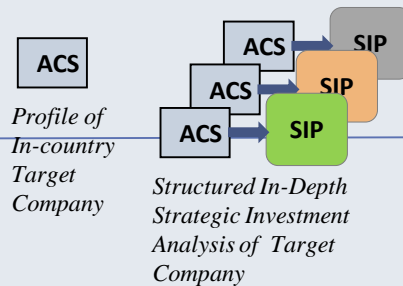 ACS
Profile of
In-country
Target
Company
ACS SIP
ACS SIP
ACS SIP
Structured In-Depth
Strategic Investment
Analysis of Target
Company